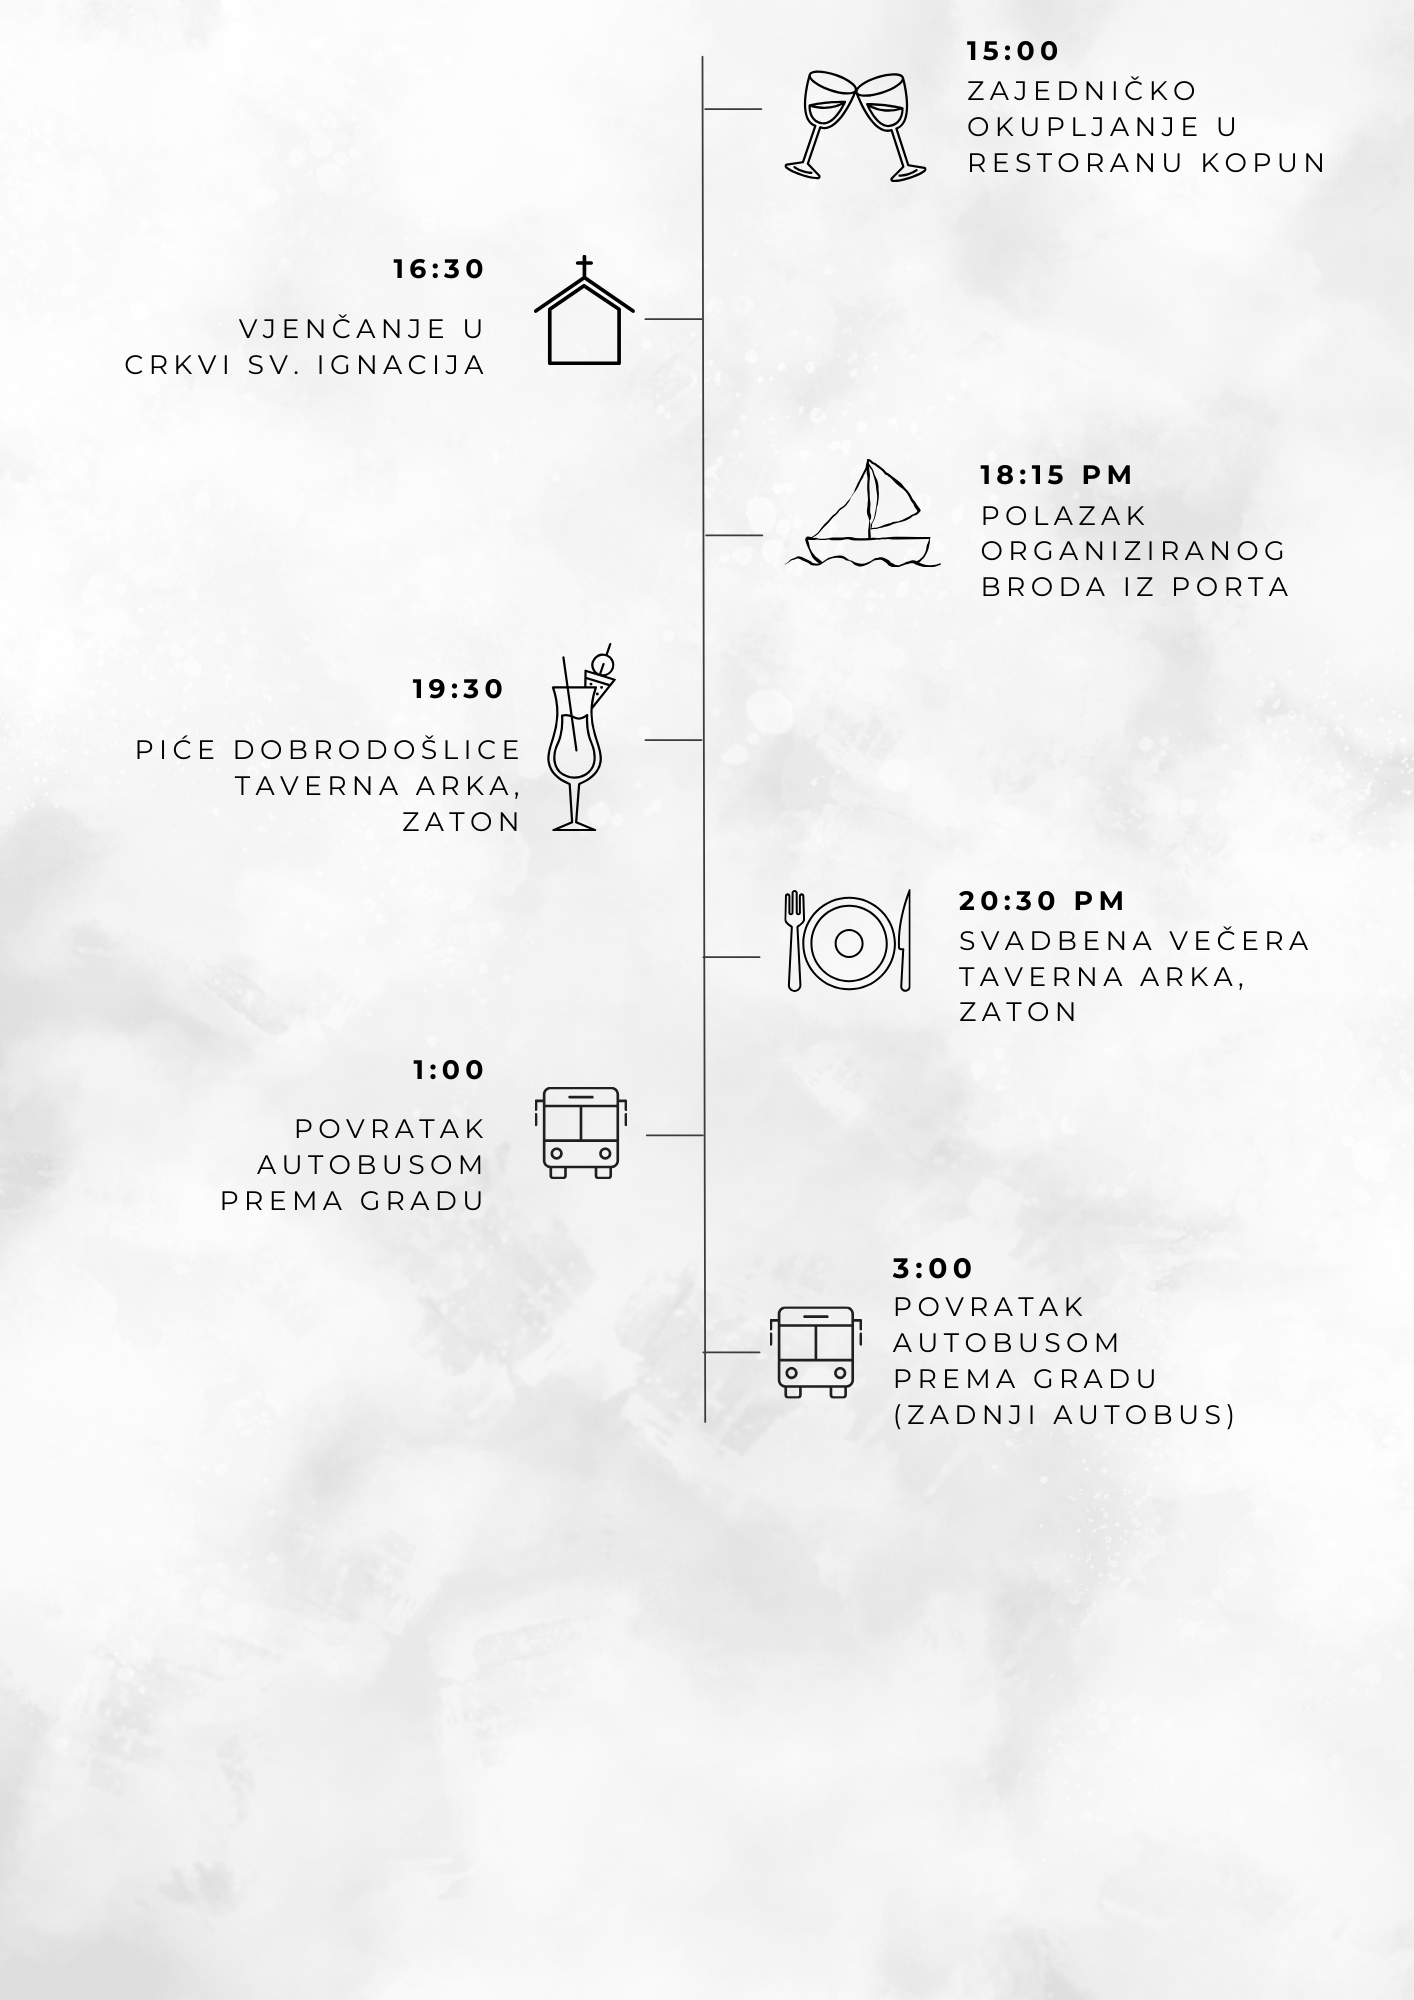 15:00
ZAJEDNIČKO
OKUPLJANJE U
RESTORANU KOPUN
16:30
VJENČANJE U
CRKVI SV. IGNACIJA
18:15 PM
POLAZAK
ORGANIZIRANOG
BRODA IZ PORTA
19:30
PIĆE DOBRODOŠLICE
TAVERNA ARKA,
ZATON
20:30 PM
SVADBENA VEČERA
TAVERNA ARKA,
ZATON
1:00
POVRATAK
AUTOBUSOM
PREMA GRADU
3:00
POVRATAK
AUTOBUSOM
PREMA GRADU
(ZADNJI AUTOBUS)